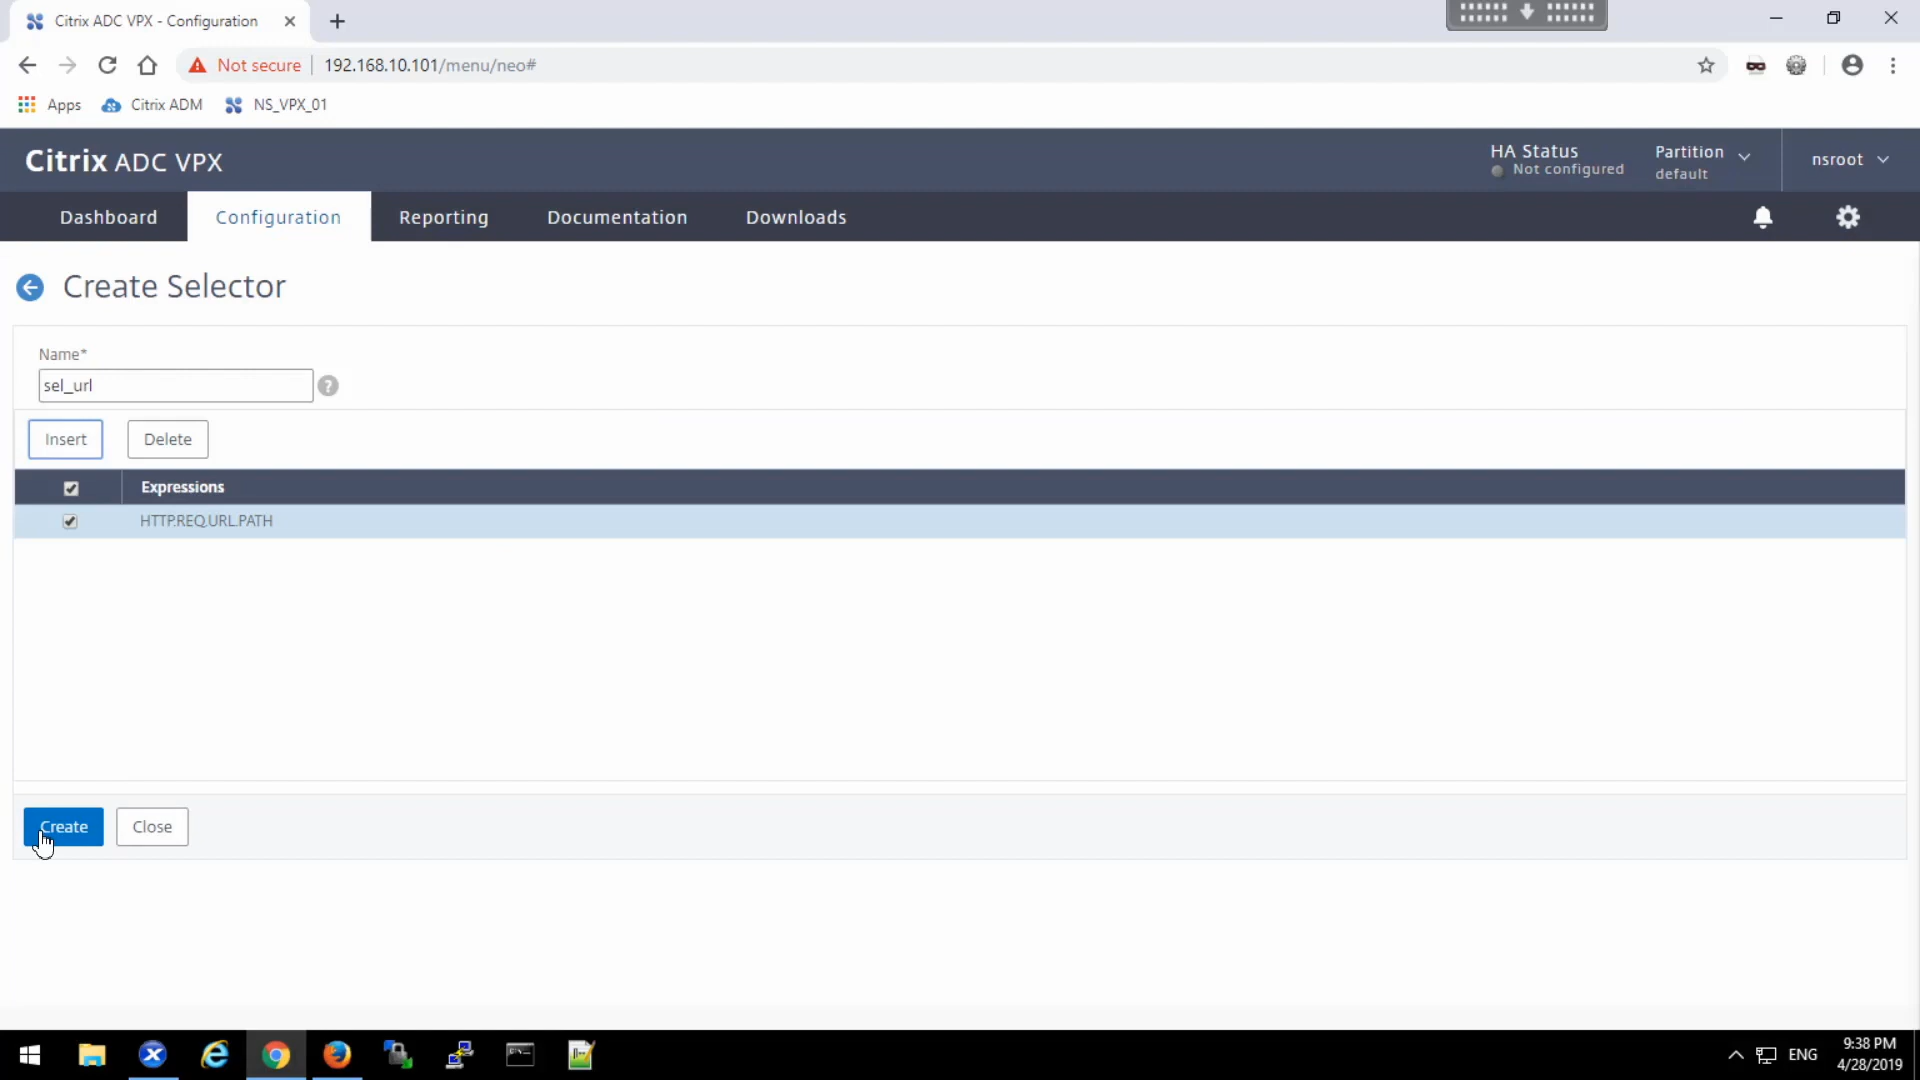 Citrix ADC VPX - Configuration
Not secure 192.168.10.101/menu/neo#
Apps Citrix ADM NS_VPX_01
Citrix ADC VPX
HA Status
Not configured
Partition
default
nsroot
Dashboard Configuration Reporting Documentation Downloads
Create Selector
Name*
sel_url
?
Insert Delete
Expressions
HTTP.REQ.URL.PATH
Create Close
ENG
9:38 PM
4/28/2019